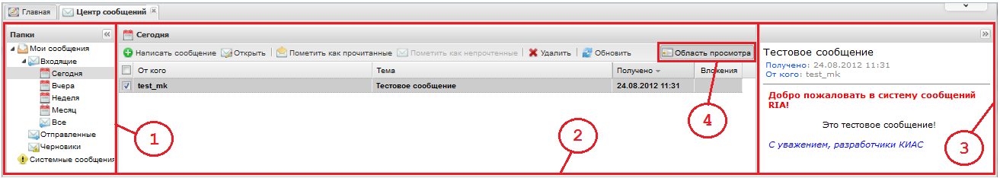 Главная
Центр сообщений
Папки
Мои сообщения
Входящие
Сегодня
Вчера
Неделя
Месяц
Все
Отправленные
Черновики
Системные сообщения
1
Сегодня
Написать сообщение Открыть Пометить как прочитанные Пометить как непрочтенные Удалить Обновить Область просмотра
От кого Тема Получено Вложения
test_mk Тестовое сообщение 24.08.2012 11:31
4
2
Тестовое сообщение
Получено: 24.08.2012 11:31
От кого: test_mk
Добро пожаловать в систему сообщений
RIA!
Это тестовое сообщение!
С уважением, разработчики КИАС
3